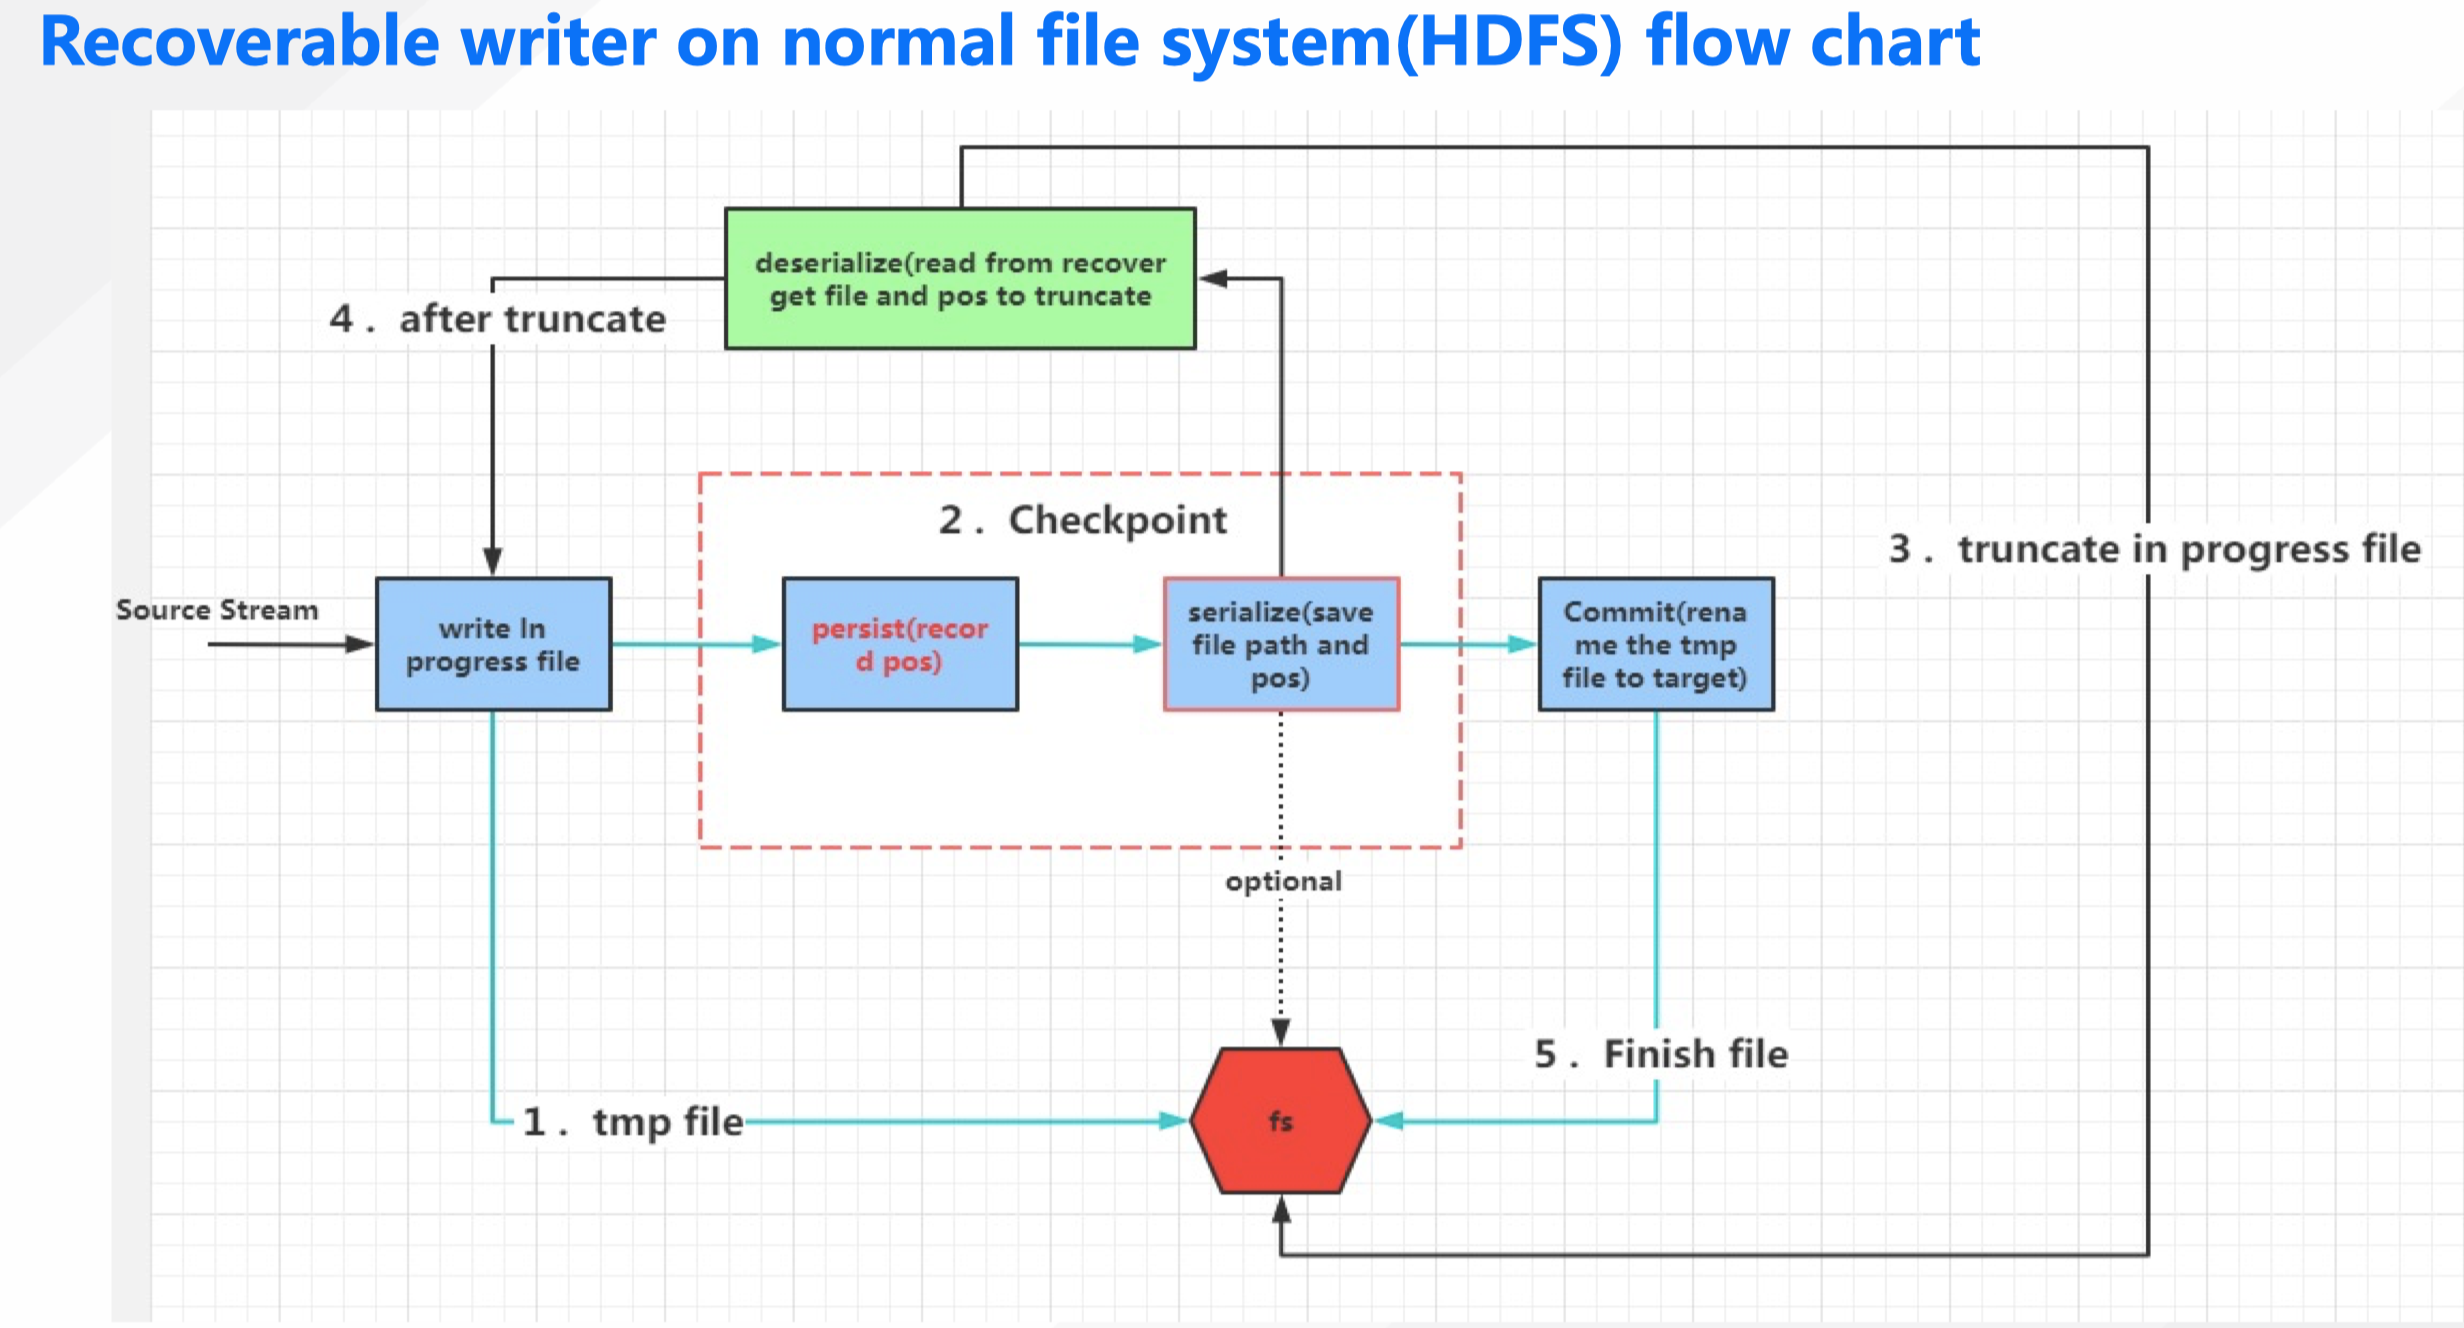 Recoverable writer on normal file system(HDFS) flow chart
deserialize(read from recover
get file and pos to truncate
4 . after truncate
2 . Checkpoint
3 . truncate in progress file
Source Stream
write In
progress file
persist(recor
d pos)
serialize(save
file path and
pos)
Commit(rena
me the tmp
file to target)
optional
5 . Finish file
1 . tmp file
fs